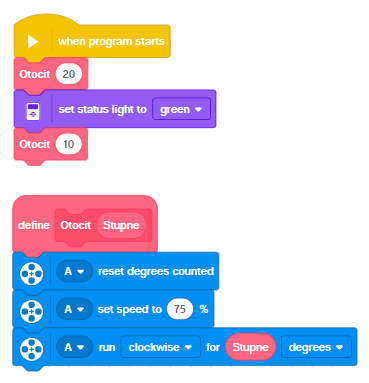 when program starts
Otocit 20
set status light to green
Otocit 10
define Otocit Stupne
A reset degrees counted
A set speed to 75 %
A run clockwise for Stupne degrees